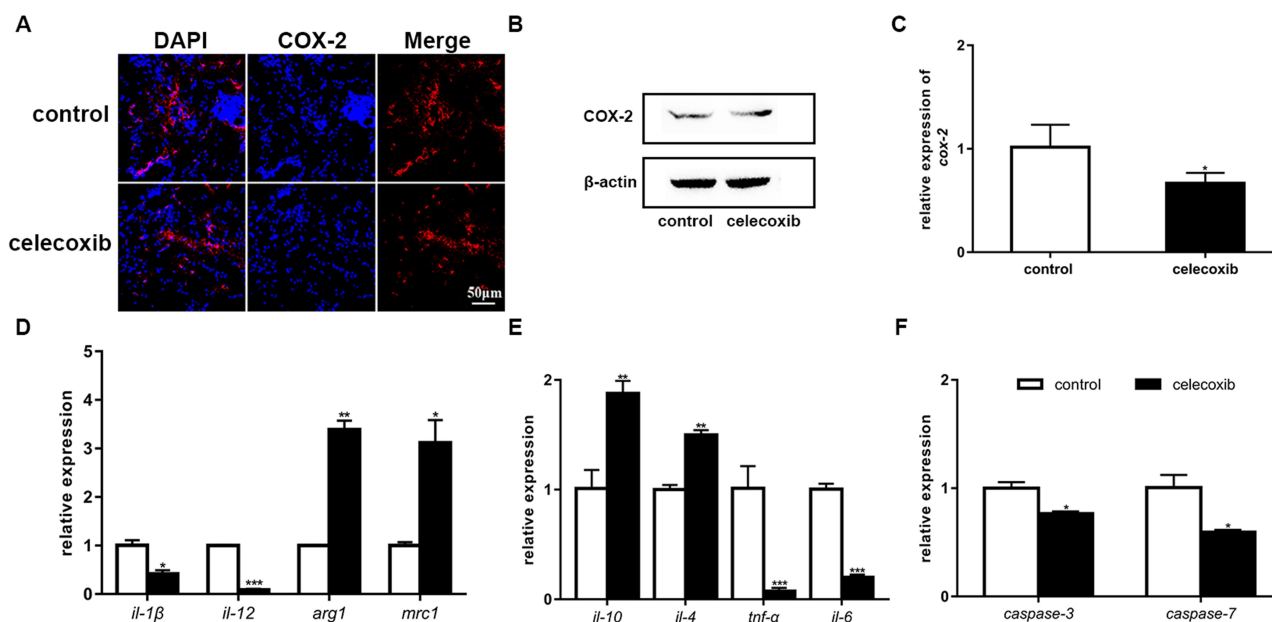 A
DAPI COX-2 Merge
control
celecoxib
50μm
B
COX-2
β-actin
control celecoxib
C
relative expression of
cox-2
2
1
0
*
control celecoxib
D
relative expression
5
4
3
2
1
0
* *** ** *
il-1β il-12 arg1 mrc1
E
relative expression
2
1
0
** ** *** ***
il-10 il-4 tnf-α il-6
F
control celecoxib
relative expression
2
1
0
* *
caspase-3 caspase-7